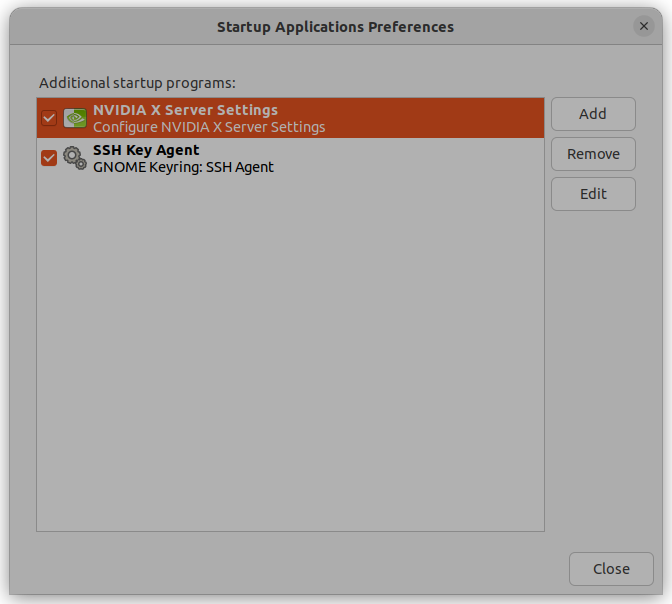 Startup Applications Preferences
Additional startup programs:
NVIDIA X Server Settings
Configure NVIDIA X Server Settings
SSH Key Agent
GNOME Keyring: SSH Agent
Add
Remove
Edit
Close